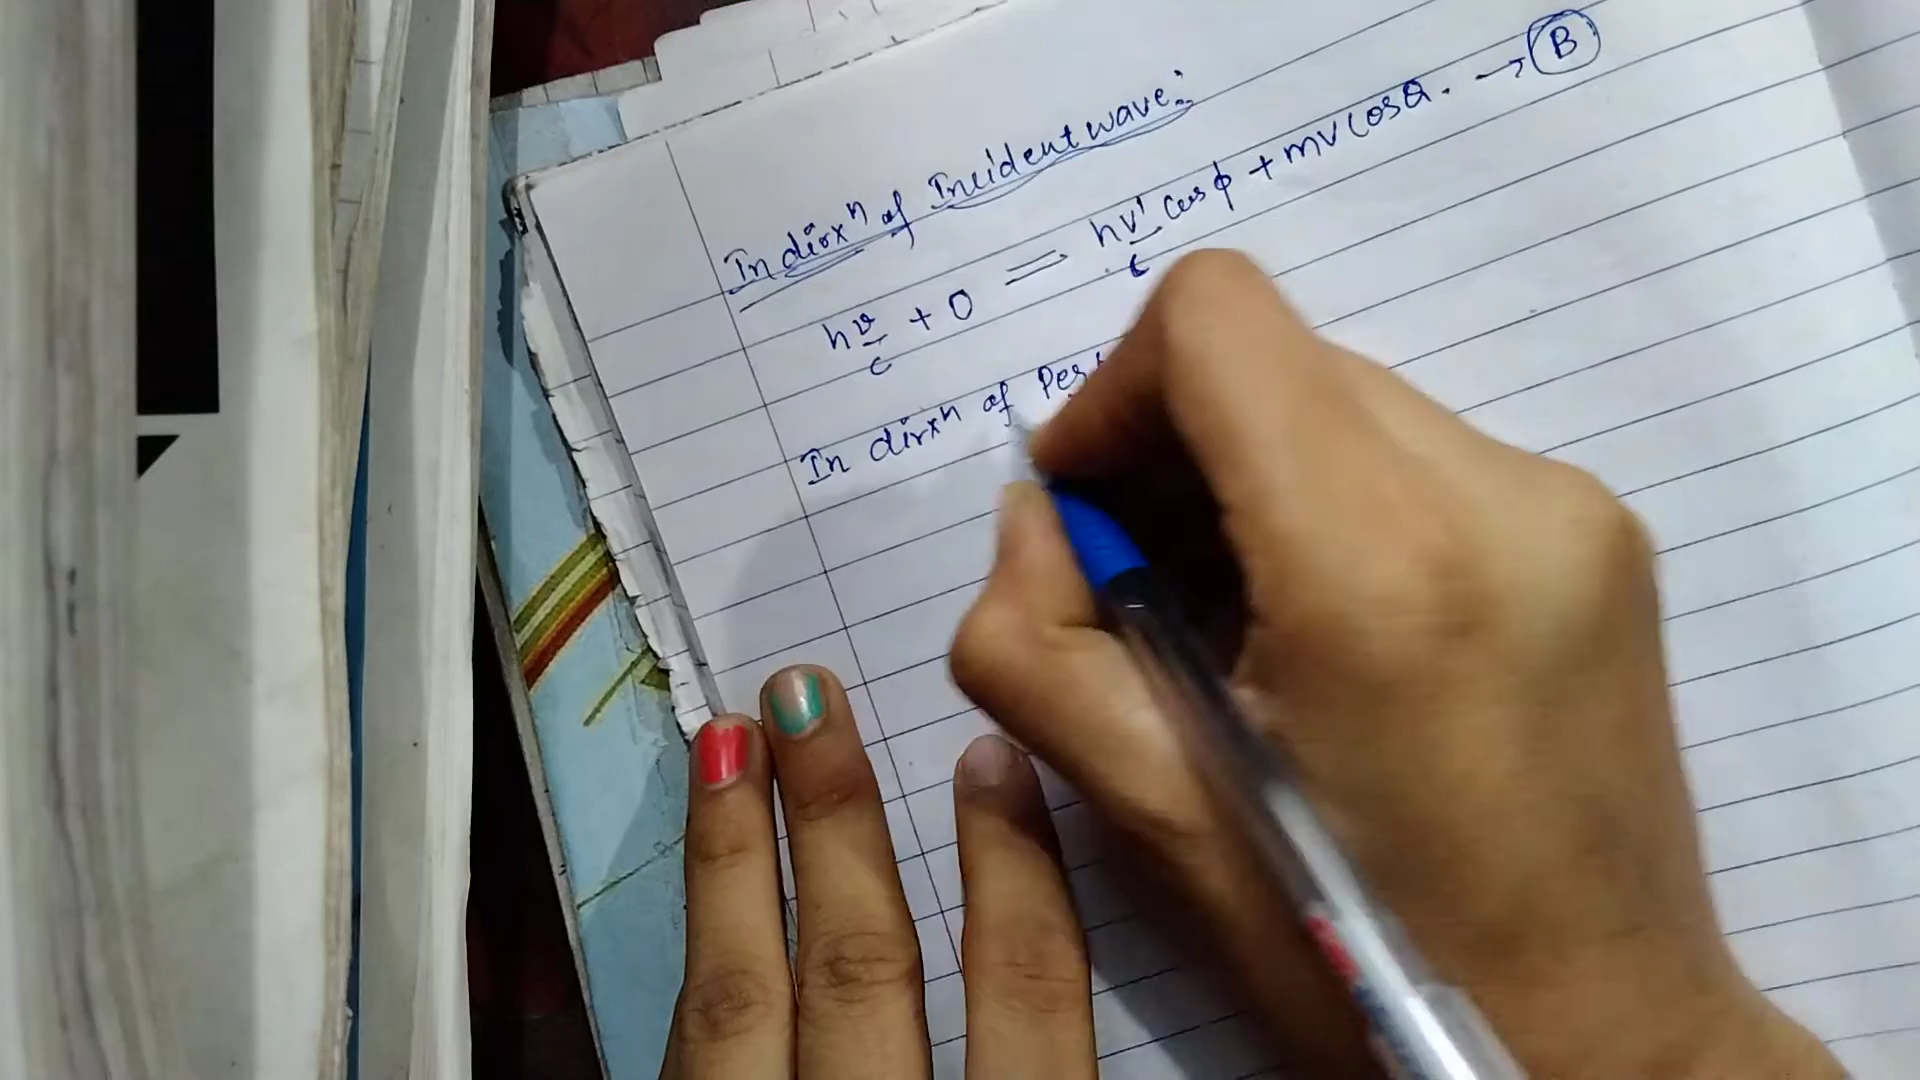 In dirxⁿ of Incident wave:
hν/c + 0 = hν'/c cos φ + mv cos θ. → B
In dirxⁿ of Per